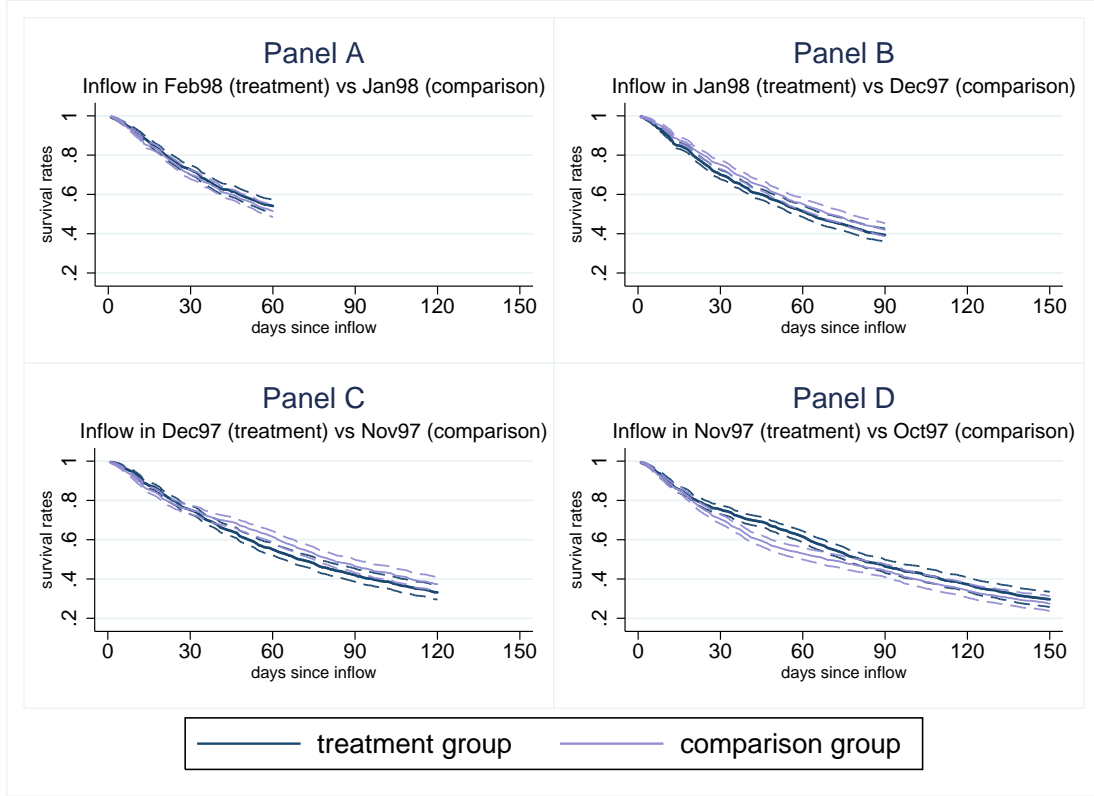 Panel A
Inflow in Feb98 (treatment) vs Jan98 (comparison)
survival rates
1
.8
.6
.4
.2
0 30 60 90 120 150
days since inflow
Panel B
Inflow in Jan98 (treatment) vs Dec97 (comparison)
survival rates
1
.8
.6
.4
.2
0 30 60 90 120 150
days since inflow
Panel C
Inflow in Dec97 (treatment) vs Nov97 (comparison)
survival rates
1
.8
.6
.4
.2
0 30 60 90 120 150
days since inflow
Panel D
Inflow in Nov97 (treatment) vs Oct97 (comparison)
survival rates
1
.8
.6
.4
.2
0 30 60 90 120 150
days since inflow
treatment group comparison group